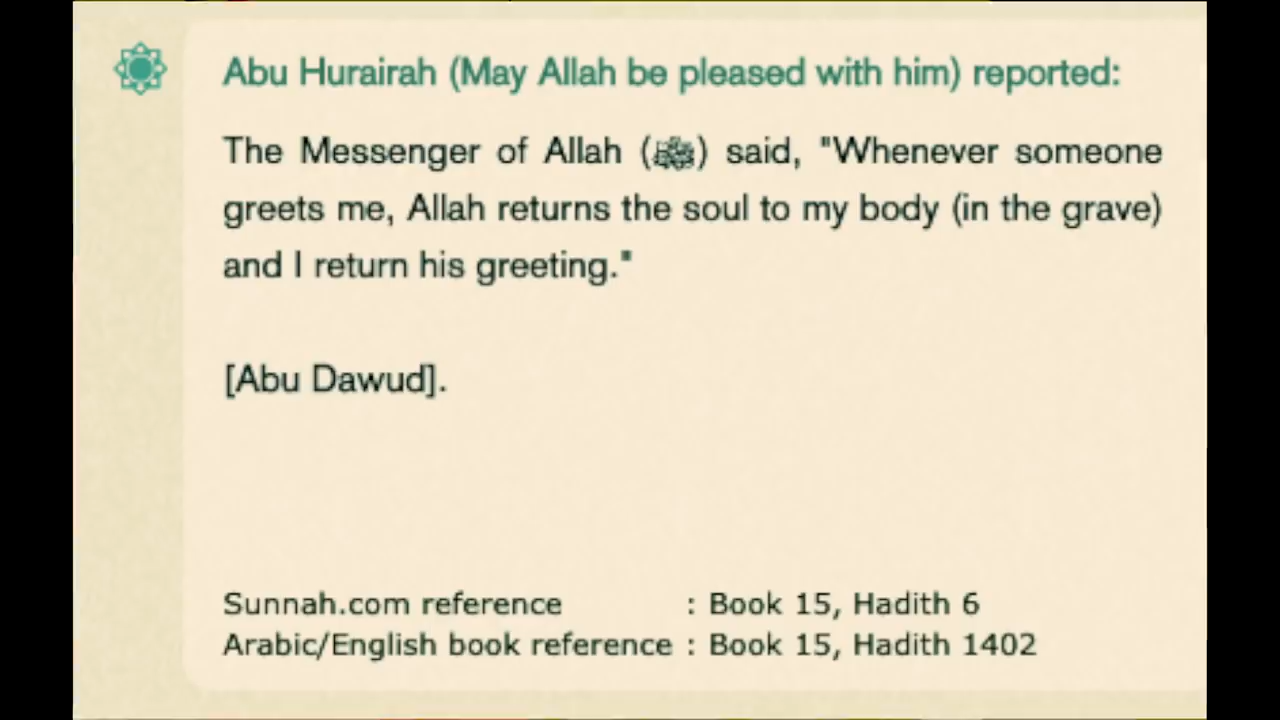 Abu Hurairah (May Allah be pleased with him) reported:
The Messenger of Allah (ﷺ) said, "Whenever someone
greets me, Allah returns the soul to my body (in the grave)
and I return his greeting."
[Abu Dawud].
Sunnah.com reference : Book 15, Hadith 6
Arabic/English book reference : Book 15, Hadith 1402